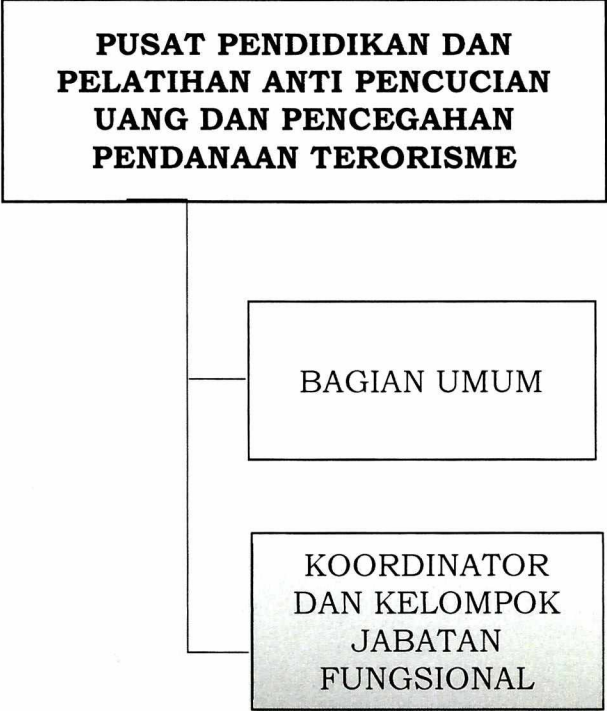 PUSAT PENDIDIKAN DAN
PELATIHAN ANTI PENCUCIAN
UANG DAN PENCEGAHAN
PENDANAAN TERORISME
BAGIAN UMUM
KOORDINATOR
DAN KELOMPOK
JABATAN
FUNGSIONAL